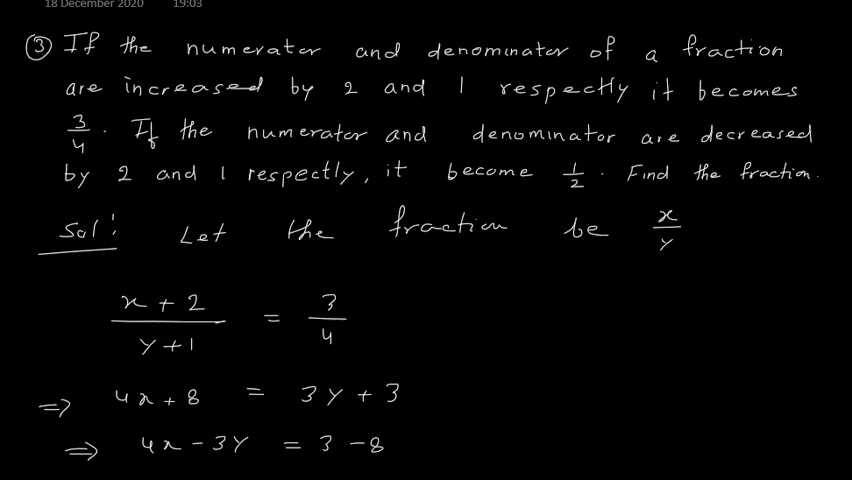 18 December 2020 19:03
③ If the numerator and denominator of a fraction
are increased by 2 and 1 respectly it becomes
3/4. If the numerator and denominator are decreased
by 2 and 1 respectly, it become 1/2. Find the fraction.
Sol: Let the fraction be x/y
(x + 2)/(y + 1) = 3/4
⇒ 4x + 8 = 3y + 3
⇒ 4x - 3y = 3 - 8